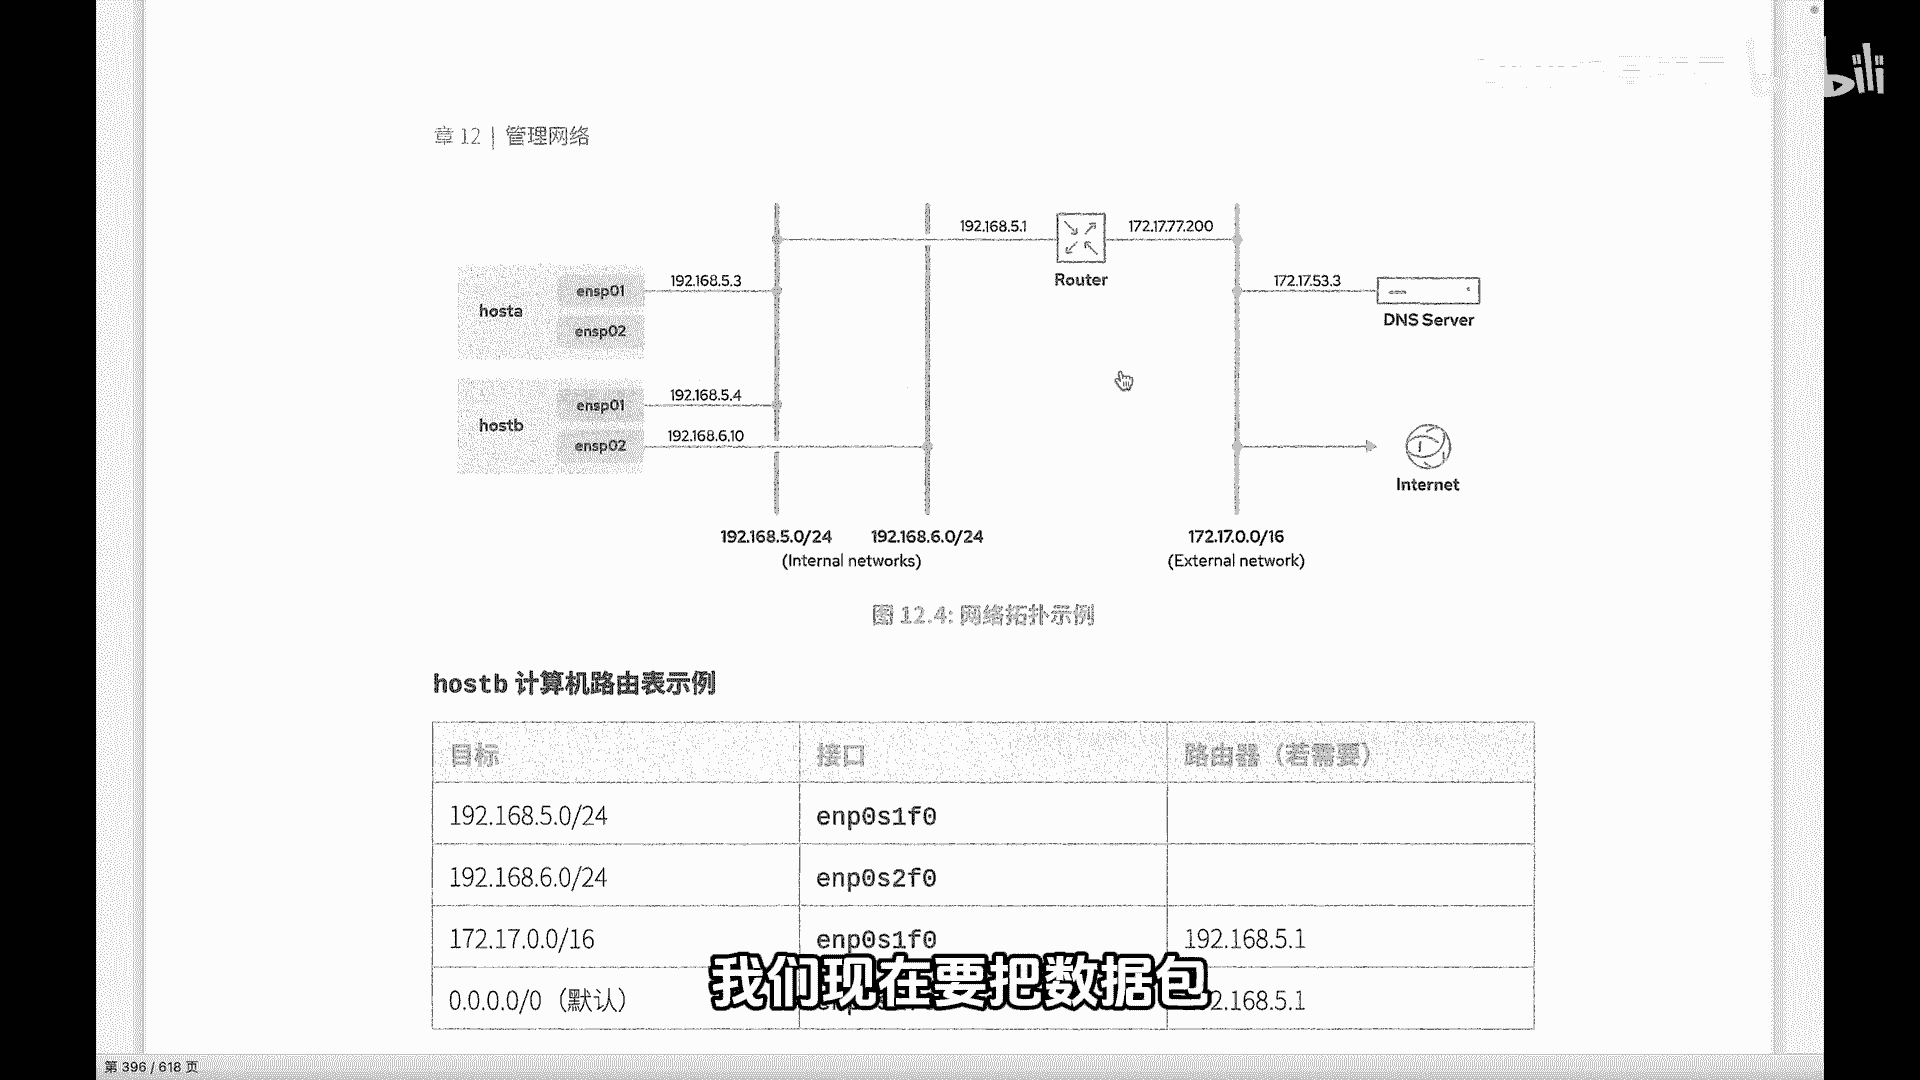 bili
章 12 | 管理网络
192.168.5.1
172.17.77.200
Router
192.168.5.3
172.17.53.3
hosta
ensp01
ensp02
DNS Server
192.168.5.4
hostb
ensp01
192.168.6.10
ensp02
Internet
192.168.5.0/24
192.168.6.0/24
172.17.0.0/16
(Internal networks)
(External network)
图 12.4: 网络拓扑示例
hostb 计算机路由表示例
目标 接口 路由器（若需要）
192.168.5.0/24 enp0s1f0
192.168.6.0/24 enp0s2f0
172.17.0.0/16 enp0s1f0 192.168.5.1
0.0.0.0/0（默认） 2.168.5.1
我们现在要把数据包
第 396 / 618 页